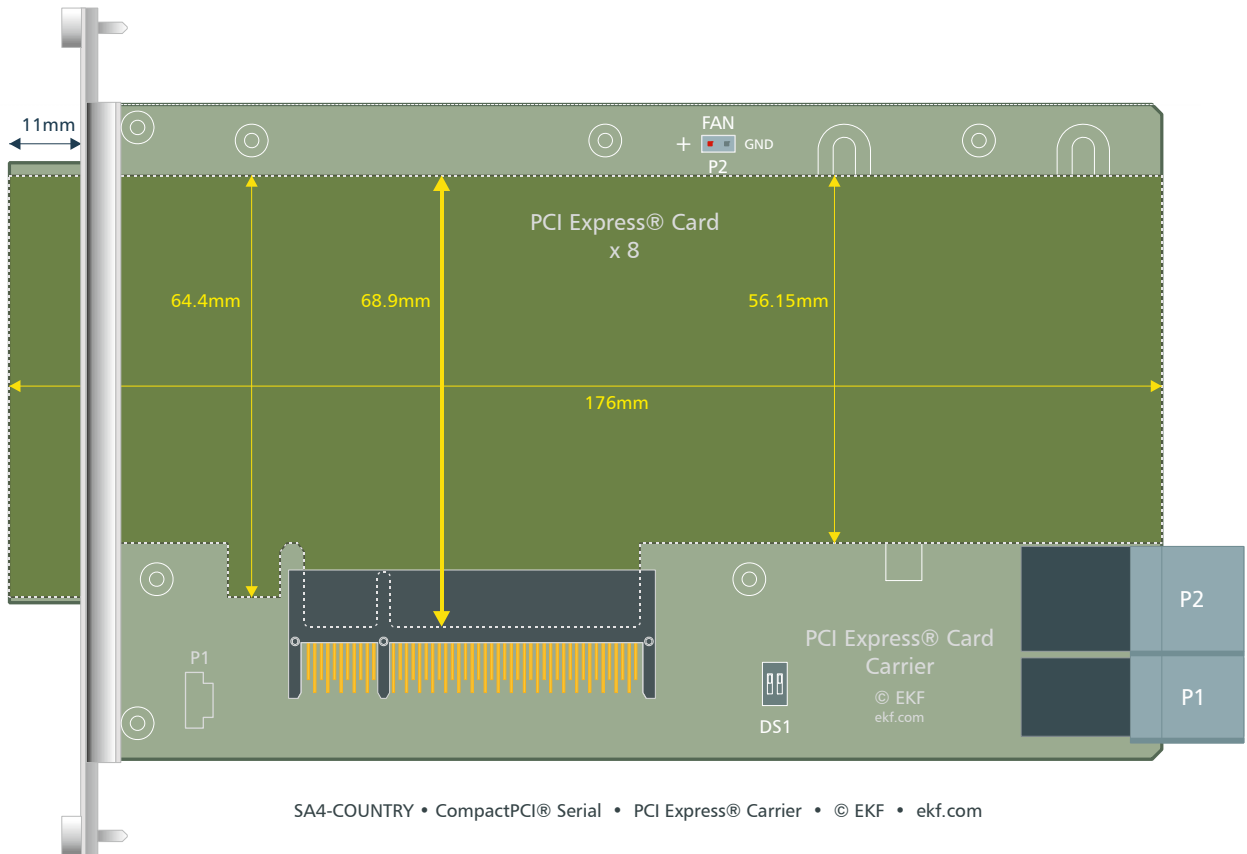 11mm
FAN
+ GND
P2
PCI Express® Card
x 8
64.4mm
68.9mm
56.15mm
176mm
P2
PCI Express® Card
Carrier
P1
© EKF
ekf.com
P1
DS1
SA4-COUNTRY • CompactPCI® Serial • PCI Express® Carrier • © EKF • ekf.com